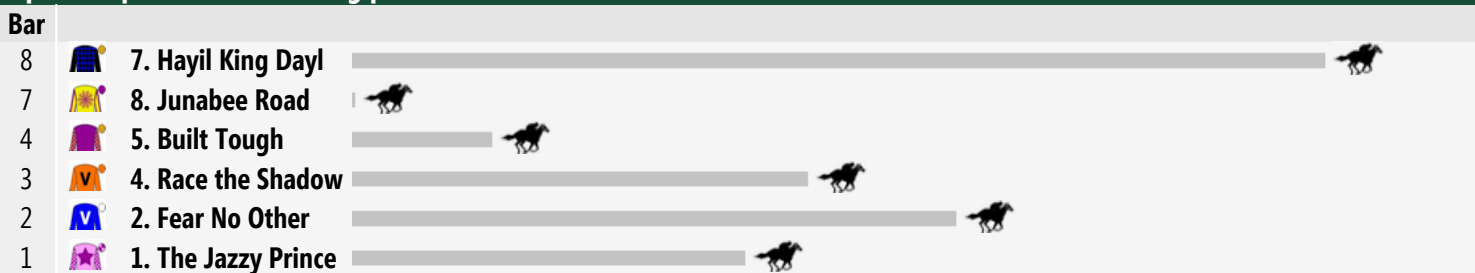 Bar
8 7. Hayil King Dayl
7 8. Junabee Road
4 5. Built Tough
3 V 4. Race the Shadow
2 V 2. Fear No Other
1 1. The Jazzy Prince